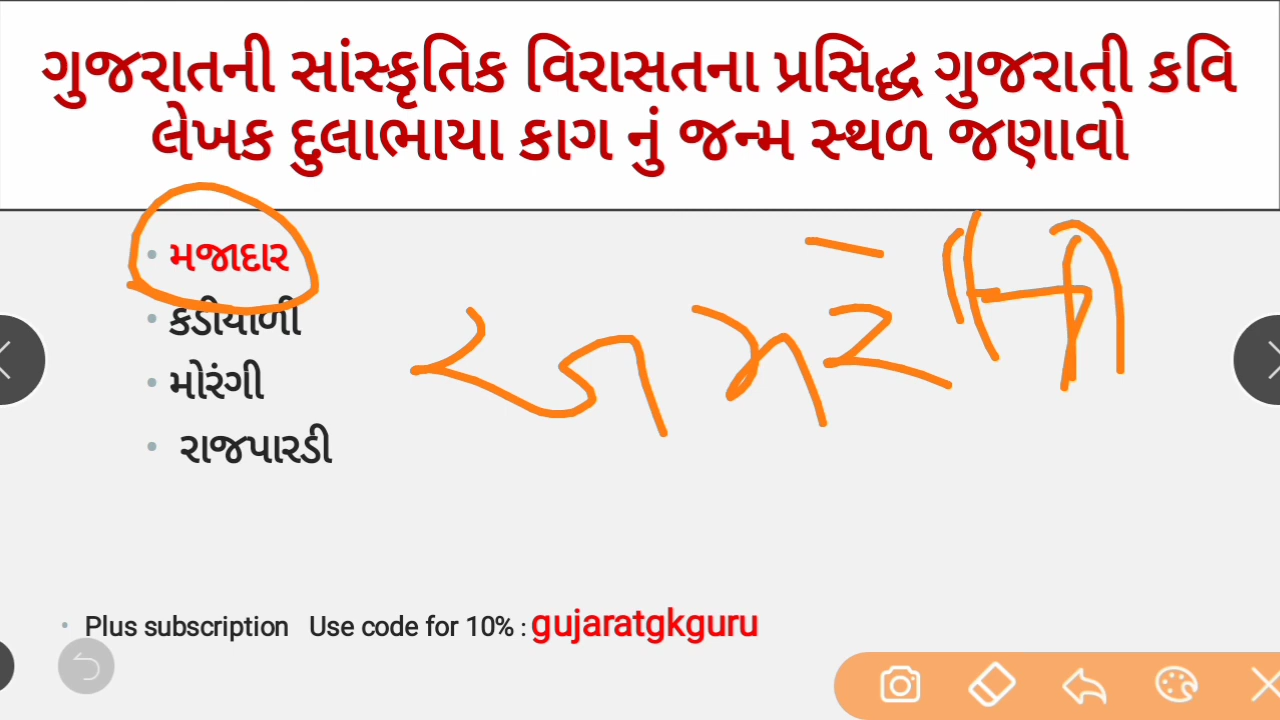 ગુજરાતની સાંસ્કૃતિક વિરાસતના પ્રસિદ્ધ ગુજરાતી કવિ
લેખક દુલાભાયા કાગ નું જન્મ સ્થળ જણાવો
• મજાદાર
• કડીયાળી
• મોરંગી
• રાજપારડી
• Plus subscription Use code for 10% : gujaratgkguru